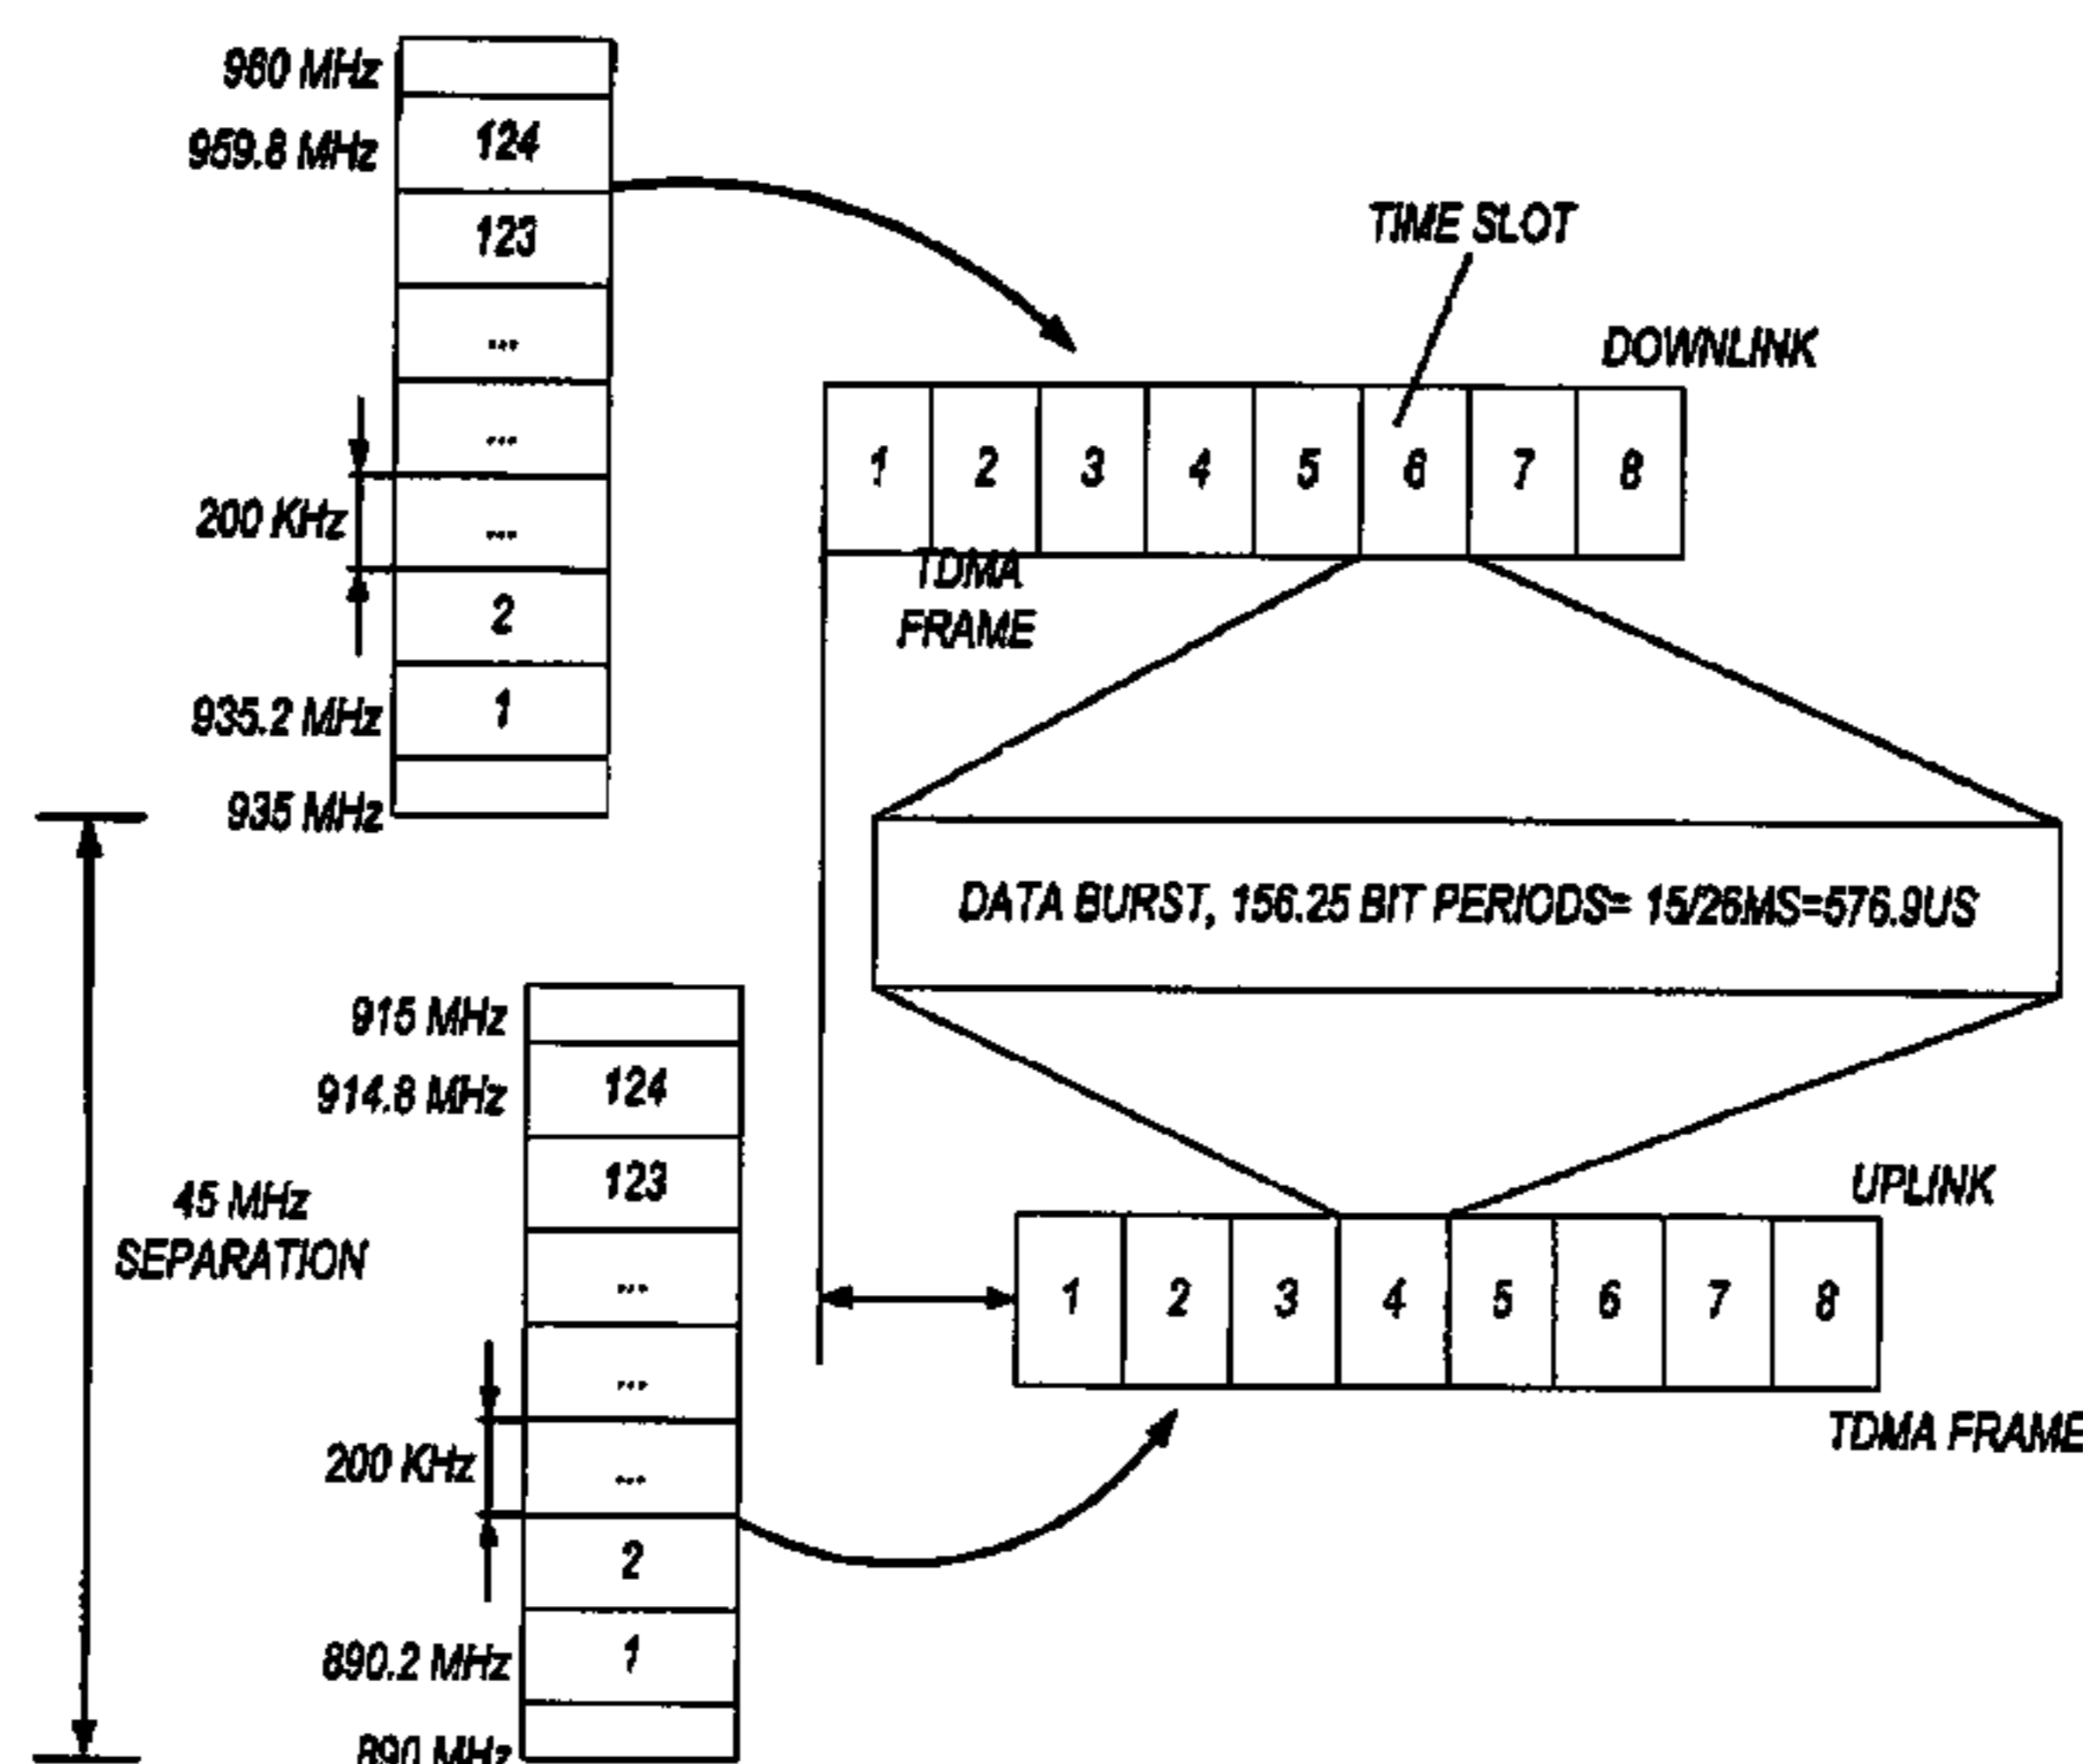 960 MHz
959.8 MHz
124
123
...
...
200 KHz
...
2
935.2 MHz
1
935 MHz
TIME SLOT
DOWNLINK
1 2 3 4 5 6 7 8
TDMA
FRAME
DATA BURST, 156.25 BIT PERIODS= 15/26MS=576.9US
45 MHz
SEPARATION
915 MHz
914.8 MHz
124
123
...
...
200 KHz
...
2
890.2 MHz
1
890 MHz
UPLINK
1 2 3 4 5 6 7 8
TDMA FRAME